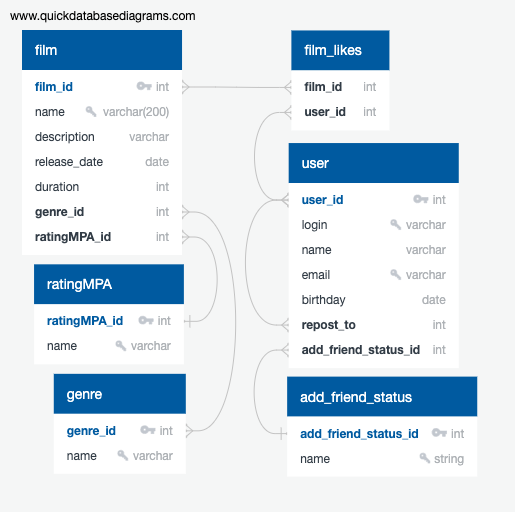 www.quickdatabasediagrams.com
film
film_id int
name varchar(200)
description varchar
release_date date
duration int
genre_id int
ratingMPA_id int
film_likes
film_id int
user_id int
user
user_id int
login varchar
name varchar
email varchar
birthday date
repost_to int
add_friend_status_id int
ratingMPA
ratingMPA_id int
name varchar
genre
genre_id int
name varchar
add_friend_status
add_friend_status_id int
name string